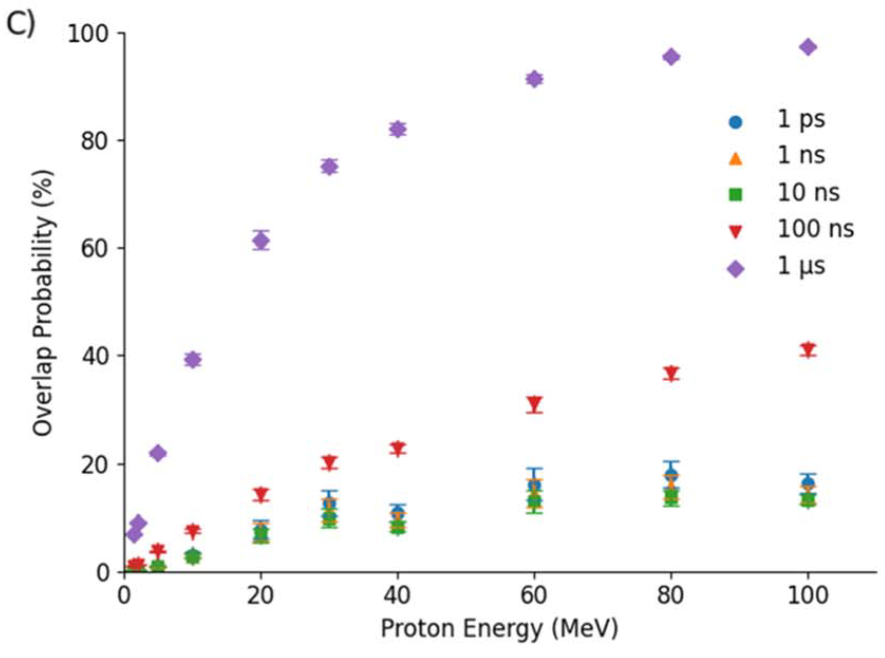 C)
100
80
60
40
20
0
Overlap Probability (%)
1 ps
1 ns
10 ns
100 ns
1 μs
0 20 40 60 80 100
Proton Energy (MeV)